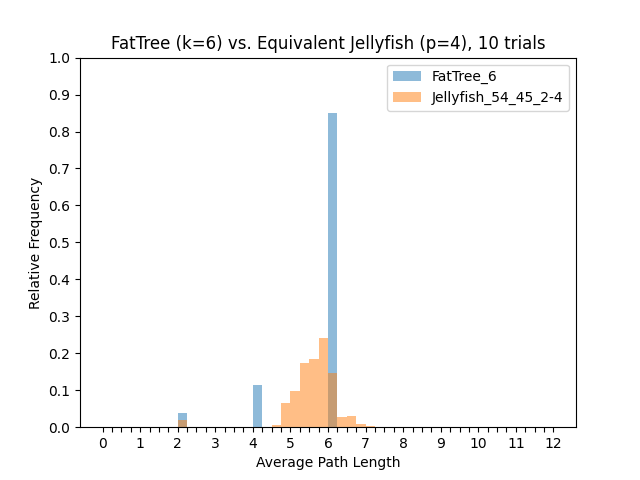 FatTree (k=6) vs. Equivalent Jellyfish (p=4), 10 trials
FatTree_6
Jellyfish_54_45_2-4
Relative Frequency
1.0
0.9
0.8
0.7
0.6
0.5
0.4
0.3
0.2
0.1
0.0
0 1 2 3 4 5 6 7 8 9 10 11 12
Average Path Length